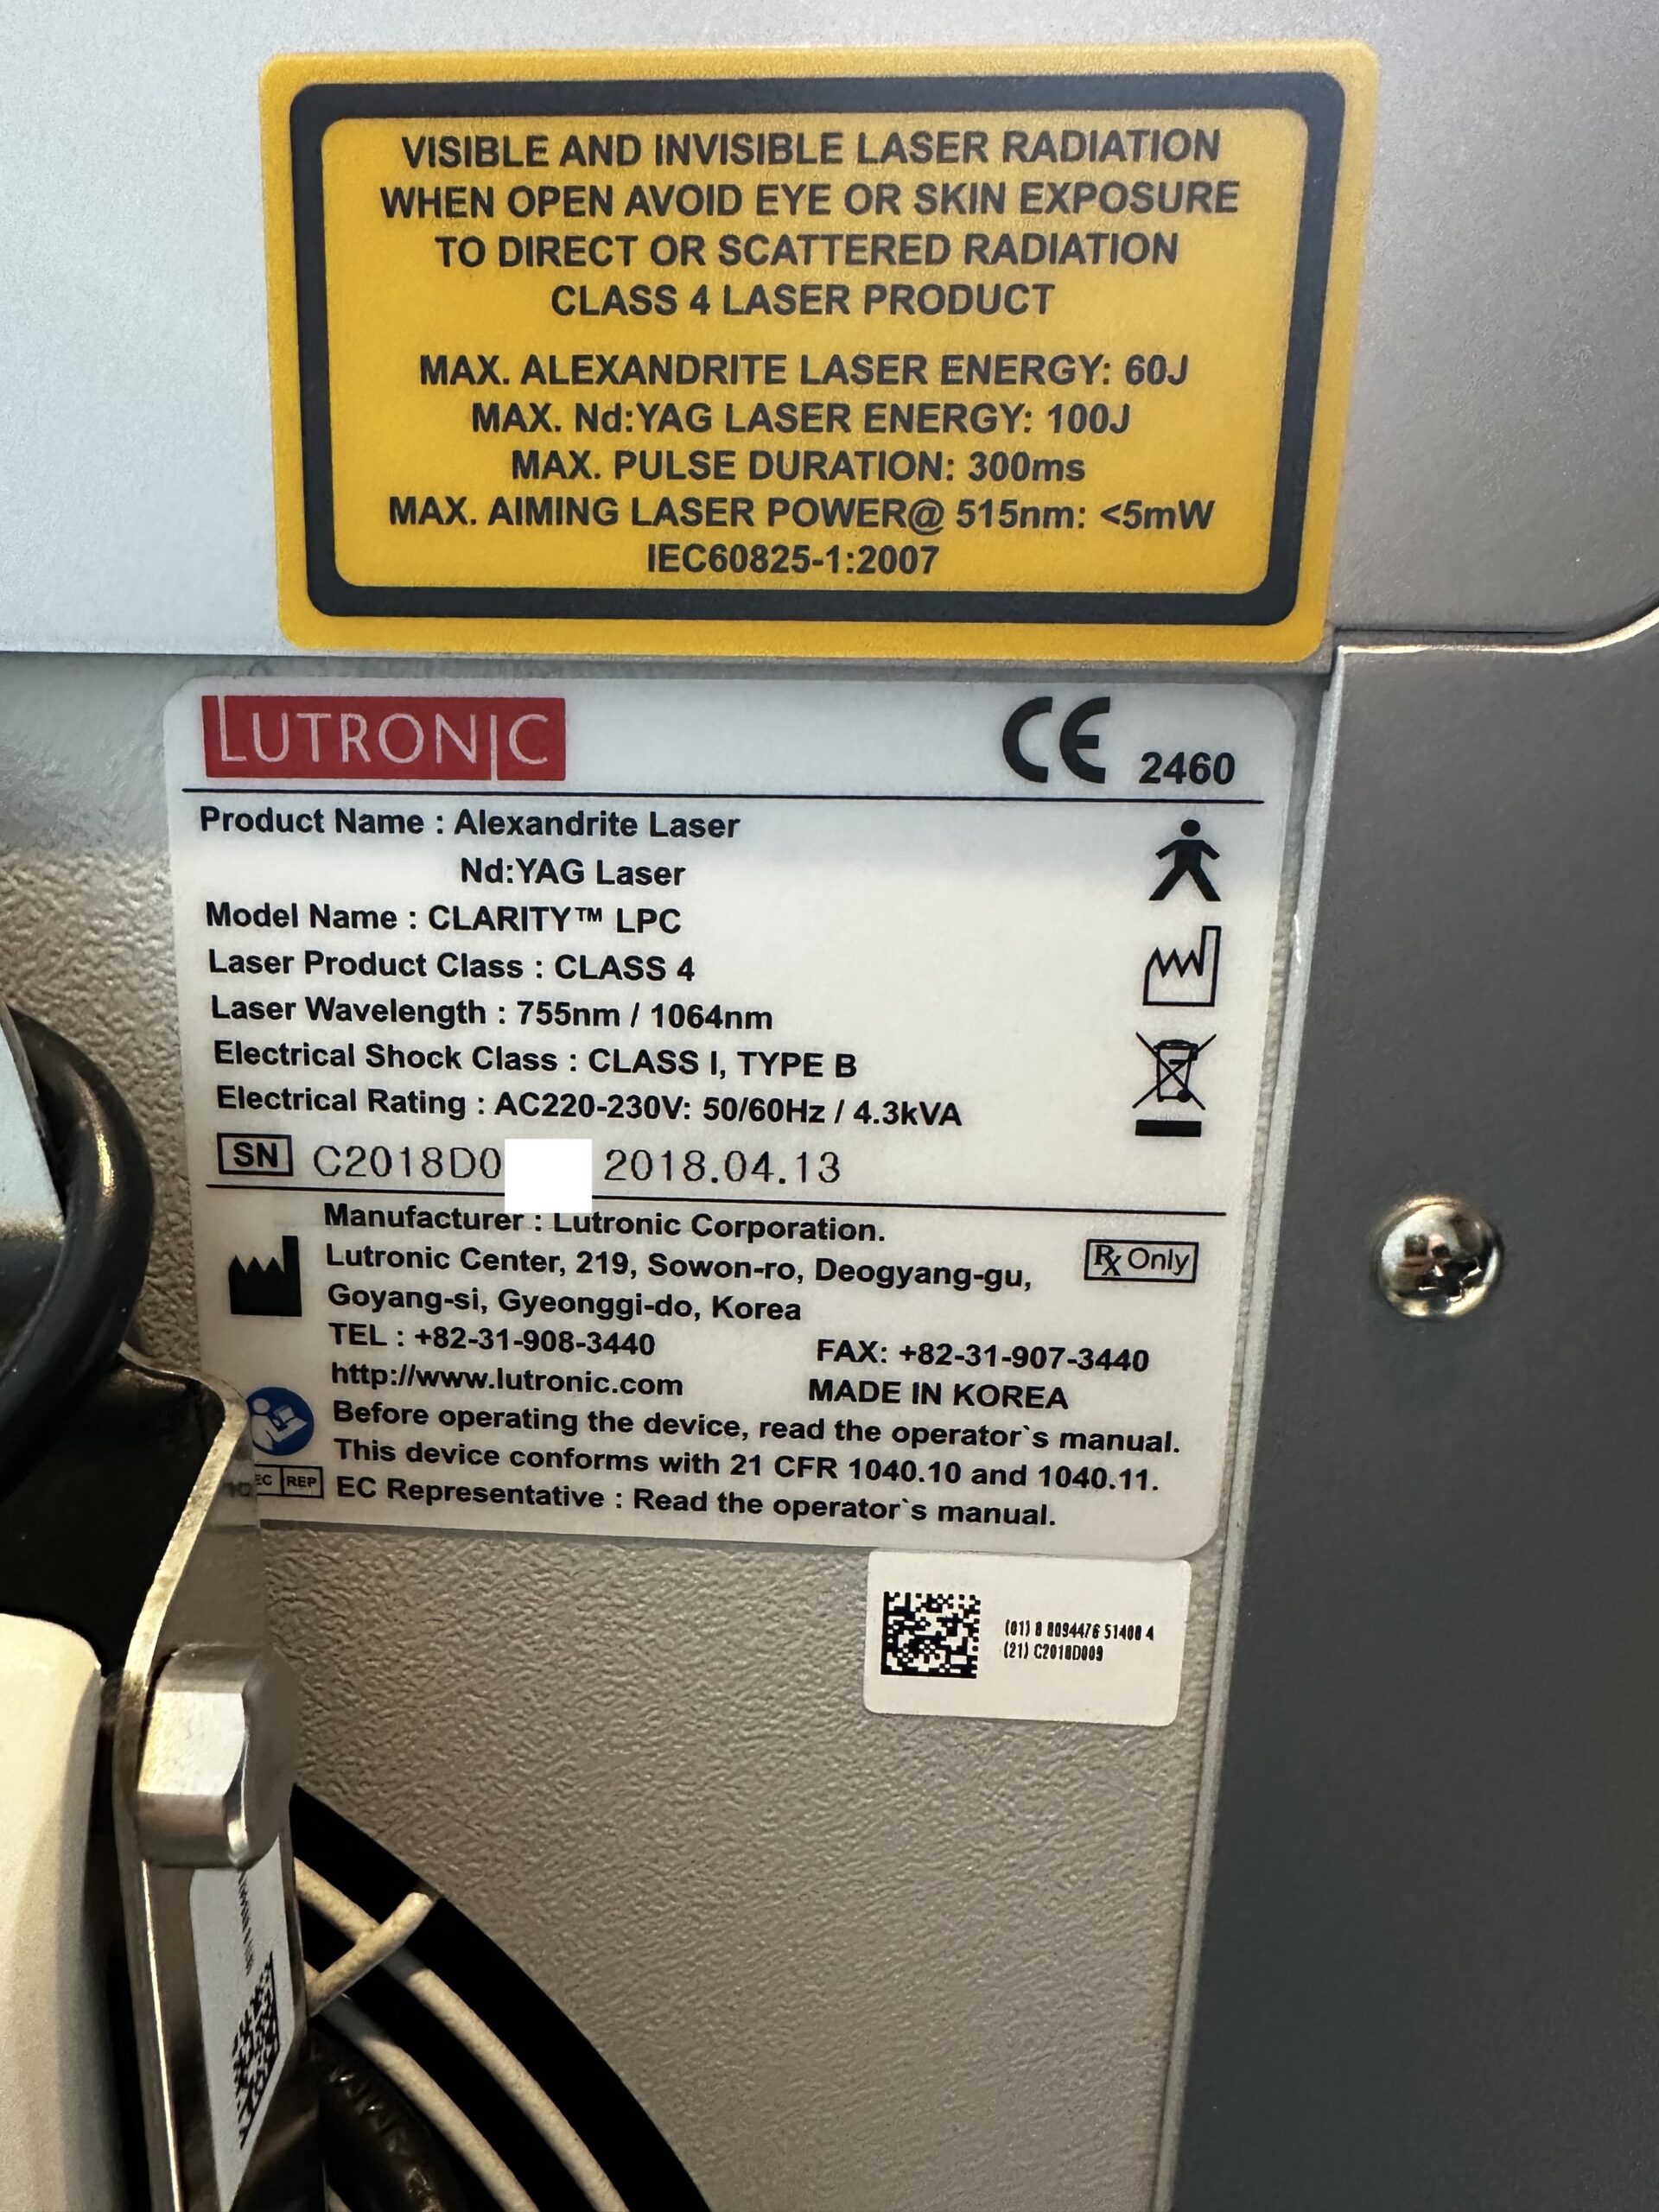 VISIBLE AND INVISIBLE LASER RADIATION
WHEN OPEN AVOID EYE OR SKIN EXPOSURE
TO DIRECT OR SCATTERED RADIATION
CLASS 4 LASER PRODUCT
MAX. ALEXANDRITE LASER ENERGY: 60J
MAX. Nd:YAG LASER ENERGY: 100J
MAX. PULSE DURATION: 300ms
MAX. AIMING LASER POWER@ 515nm: <5mW
IEC60825-1:2007
LUTRONIC CE 2460
Product Name : Alexandrite Laser
Nd:YAG Laser
Model Name : CLARITY™ LPC
Laser Product Class : CLASS 4
Laser Wavelength : 755nm / 1064nm
Electrical Shock Class : CLASS I, TYPE B
Electrical Rating : AC220-230V: 50/60Hz / 4.3kVA
SN C2018D0 2018.04.13
Manufacturer : Lutronic Corporation.
Lutronic Center, 219, Sowon-ro, Deogyang-gu, Rx Only
Goyang-si, Gyeonggi-do, Korea
TEL : +82-31-908-3440 FAX: +82-31-907-3440
http://www.lutronic.com MADE IN KOREA
Before operating the device, read the operator`s manual.
This device conforms with 21 CFR 1040.10 and 1040.11.
EC REP EC Representative : Read the operator`s manual.
(01) 8 8094476 51400 4
(21) C2018D009